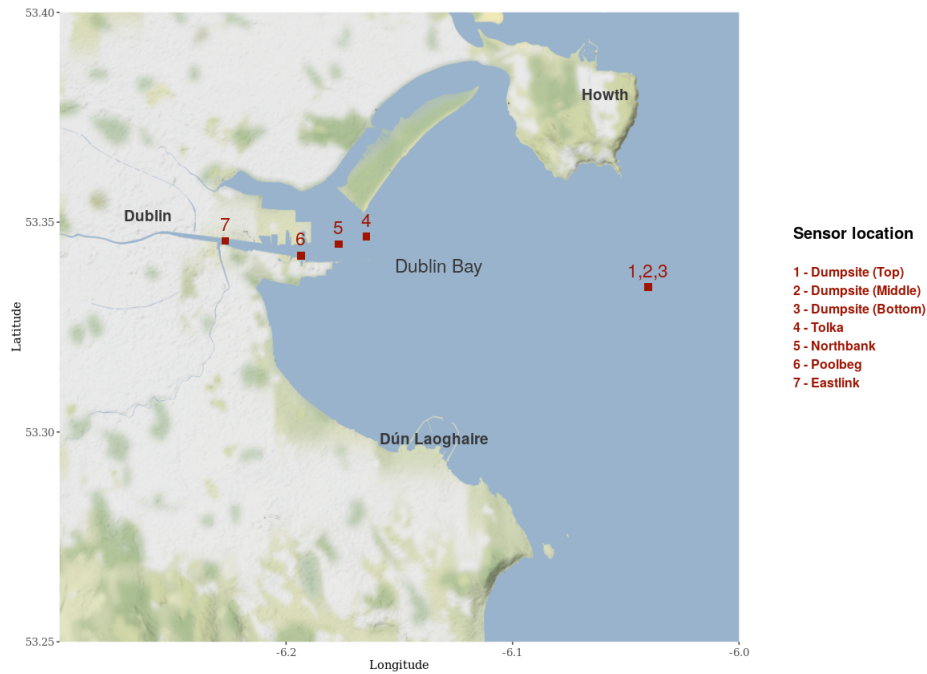 53.40
Howth
53.35
Dublin
7
6
5
4
Dublin Bay
1,2,3
53.30
Dún Laoghaire
53.25
-6.2
-6.1
-6.0
Latitude
Longitude
Sensor location
1 - Dumpsite (Top)
2 - Dumpsite (Middle)
3 - Dumpsite (Bottom)
4 - Tolka
5 - Northbank
6 - Poolbeg
7 - Eastlink